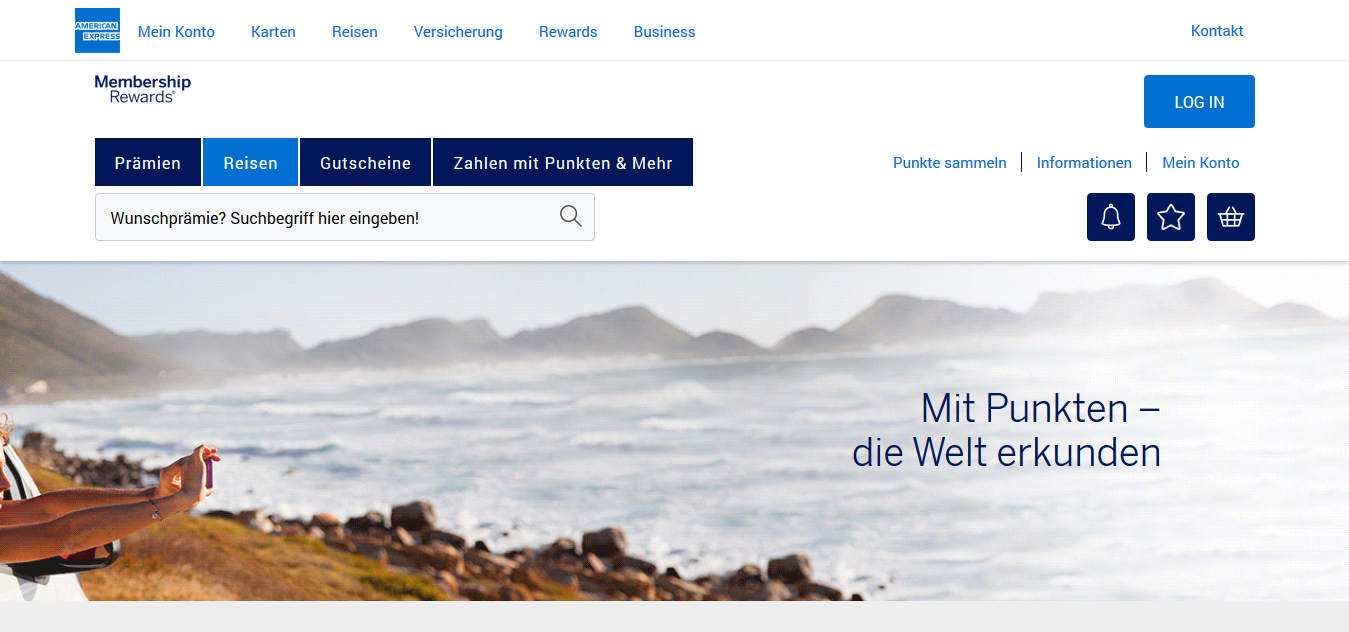 AMERICAN
EXPRESS
Mein Konto Karten Reisen Versicherung Rewards Business Kontakt
Membership
Rewards®
LOG IN
Prämien Reisen Gutscheine Zahlen mit Punkten & Mehr Punkte sammeln Informationen Mein Konto
Wunschprämie? Suchbegriff hier eingeben!
Mit Punkten –
die Welt erkunden